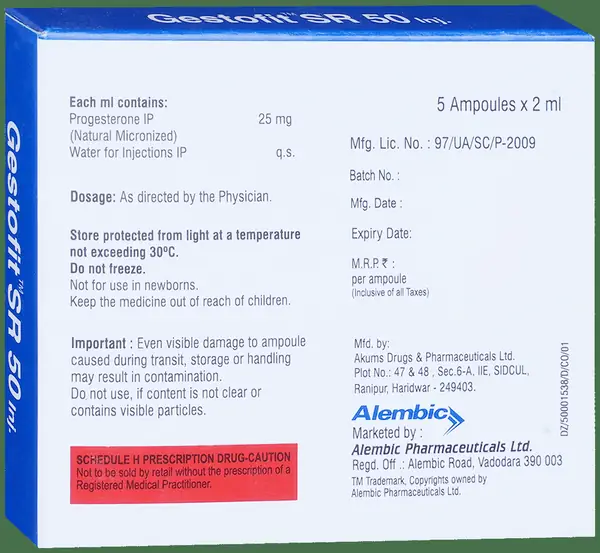 Gestofit™ SR 50 Inj.
Gestofit™ SR 50 Inj.
Each ml contains:
Progesterone IP 25 mg
(Natural Micronized)
Water for Injections IP q.s.
Dosage: As directed by the Physician.
Store protected from light at a temperature
not exceeding 30ºC.
Do not freeze.
Not for use in newborns.
Keep the medicine out of reach of children.
Important : Even visible damage to ampoule
caused during transit, storage or handling
may result in contamination.
Do not use, if content is not clear or
contains visible particles.
SCHEDULE H PRESCRIPTION DRUG-CAUTION
Not to be sold by retail without the prescription of a
Registered Medical Practitioner.
5 Ampoules x 2 ml
Mfg. Lic. No. : 97/UA/SC/P-2009
Batch No. :
Mfg. Date :
Expiry Date:
M.R.P. ₹ :
per ampoule
(Inclusive of all Taxes)
Mfd. by:
Akums Drugs & Pharmaceuticals Ltd.
Plot No.: 47 & 48 , Sec.6-A, IIE, SIDCUL,
Ranipur, Haridwar - 249403.
Alembic
Marketed by :
Alembic Pharmaceuticals Ltd.
Regd. Off .: Alembic Road, Vadodara 390 003
TM Trademark, Copyrights owned by
Alembic Pharmaceuticals Ltd.
DZ/50001538/D/CO/01